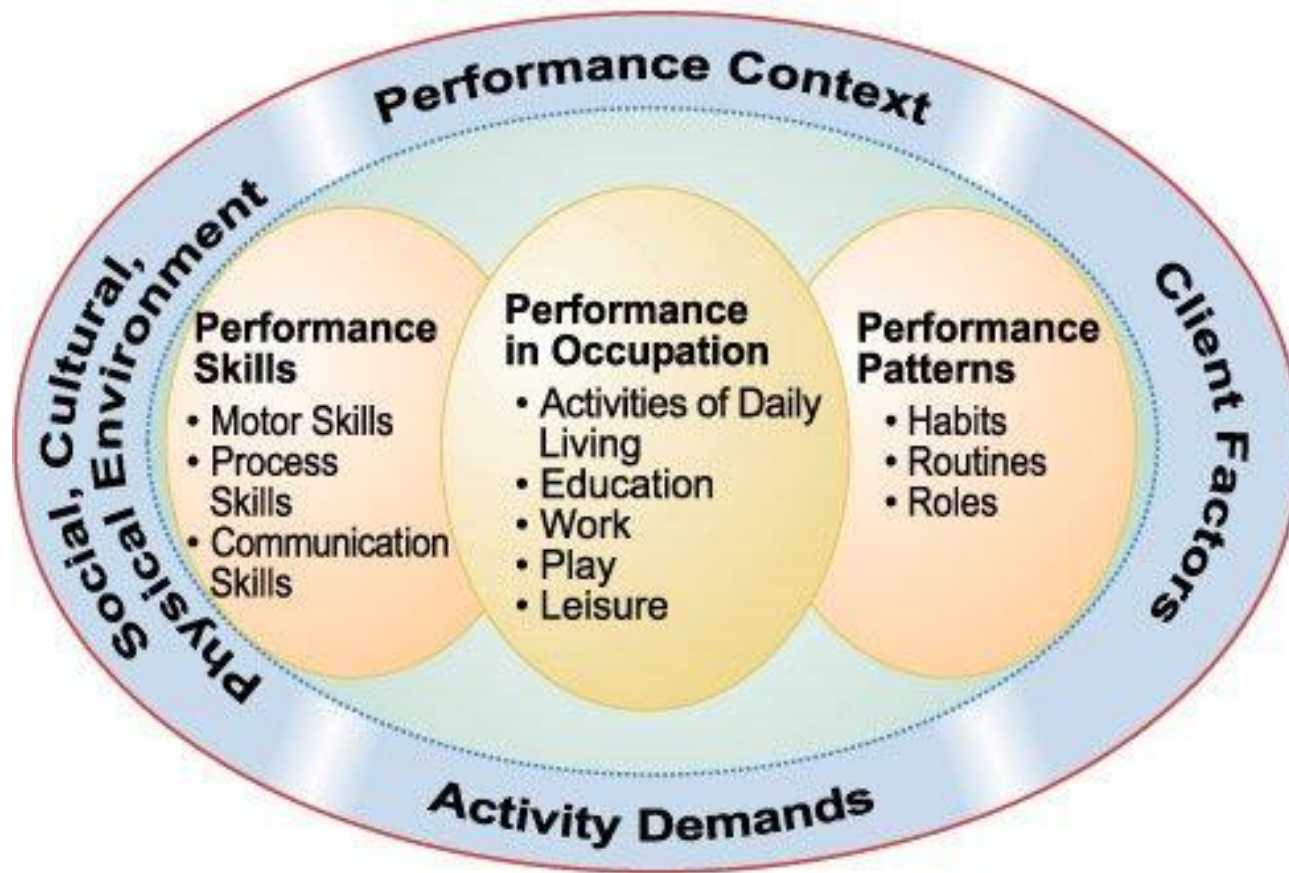 Performance Context
Social, Cultural,
Physical Environment
Performance
Skills
• Motor Skills
• Process
Skills
• Communication
Skills
Performance
in Occupation
• Activities of Daily
Living
• Education
• Work
• Play
• Leisure
Performance
Patterns
• Habits
• Routines
• Roles
Client Factors
Activity Demands